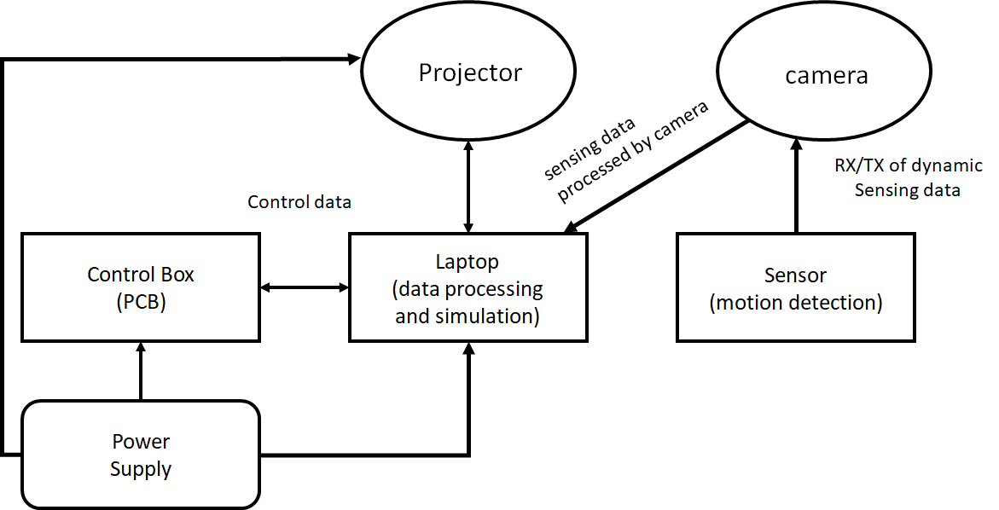 Projector
camera
sensing data
processed by camera
RX/TX of dynamic
Sensing data
Control data
Control Box
(PCB)
Laptop
(data processing
and simulation)
Sensor
(motion detection)
Power
Supply